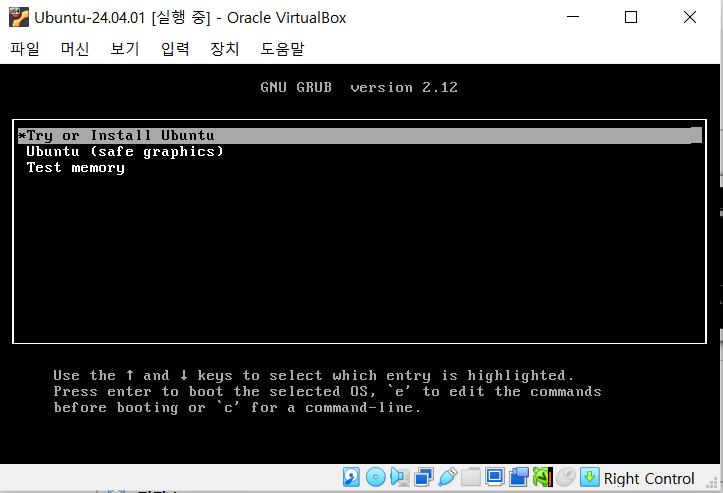 Ubuntu-24.04.01 [실행 중] - Oracle VirtualBox
파일 머신 보기 입력 장치 도움말
GNU GRUB version 2.12
*Try or Install Ubuntu
Ubuntu (safe graphics)
Test memory
Use the ↑ and ↓ keys to select which entry is highlighted.
Press enter to boot the selected OS, `e' to edit the commands
before booting or `c' for a command-line.
Right Control